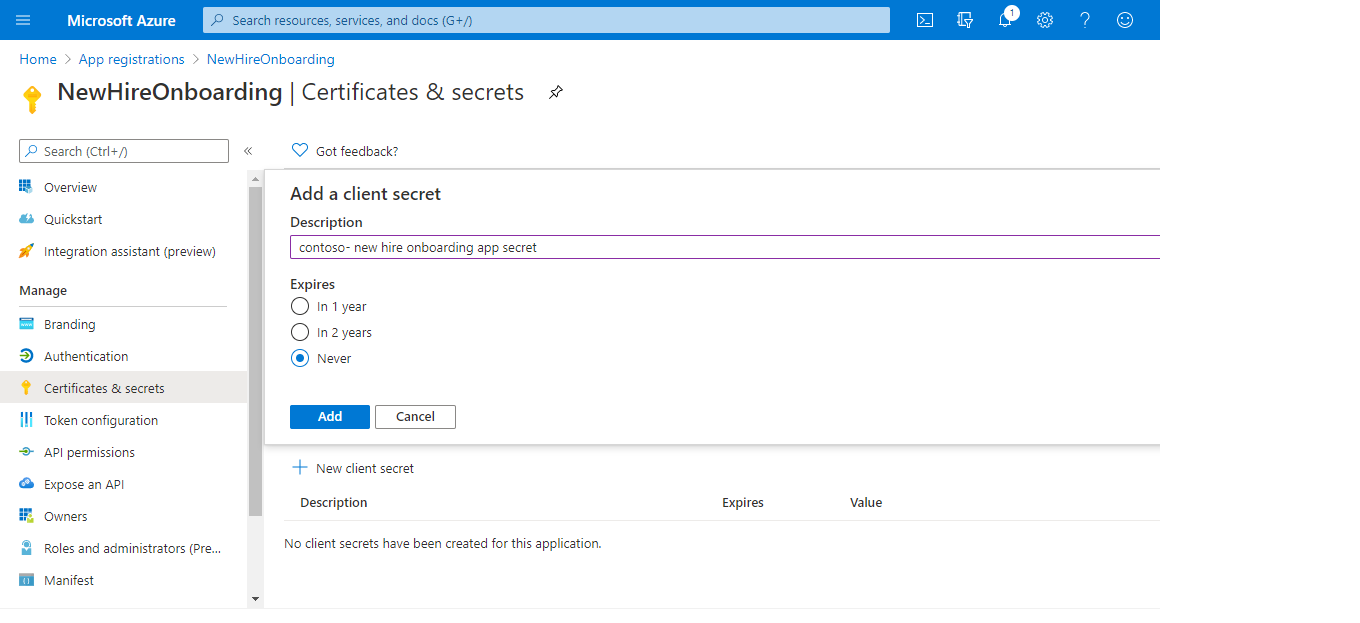 Microsoft Azure
Search resources, services, and docs (G+/)
1
Home > App registrations > NewHireOnboarding
NewHireOnboarding | Certificates & secrets
Search (Ctrl+/)
«
Got feedback?
Overview
Quickstart
Integration assistant (preview)
Manage
Branding
Authentication
Certificates & secrets
Token configuration
API permissions
Expose an API
Owners
Roles and administrators (Pre...
Manifest
Add a client secret
Description
contoso- new hire onboarding app secret
Expires
In 1 year
In 2 years
Never
Add Cancel
New client secret
Description Expires Value
No client secrets have been created for this application.